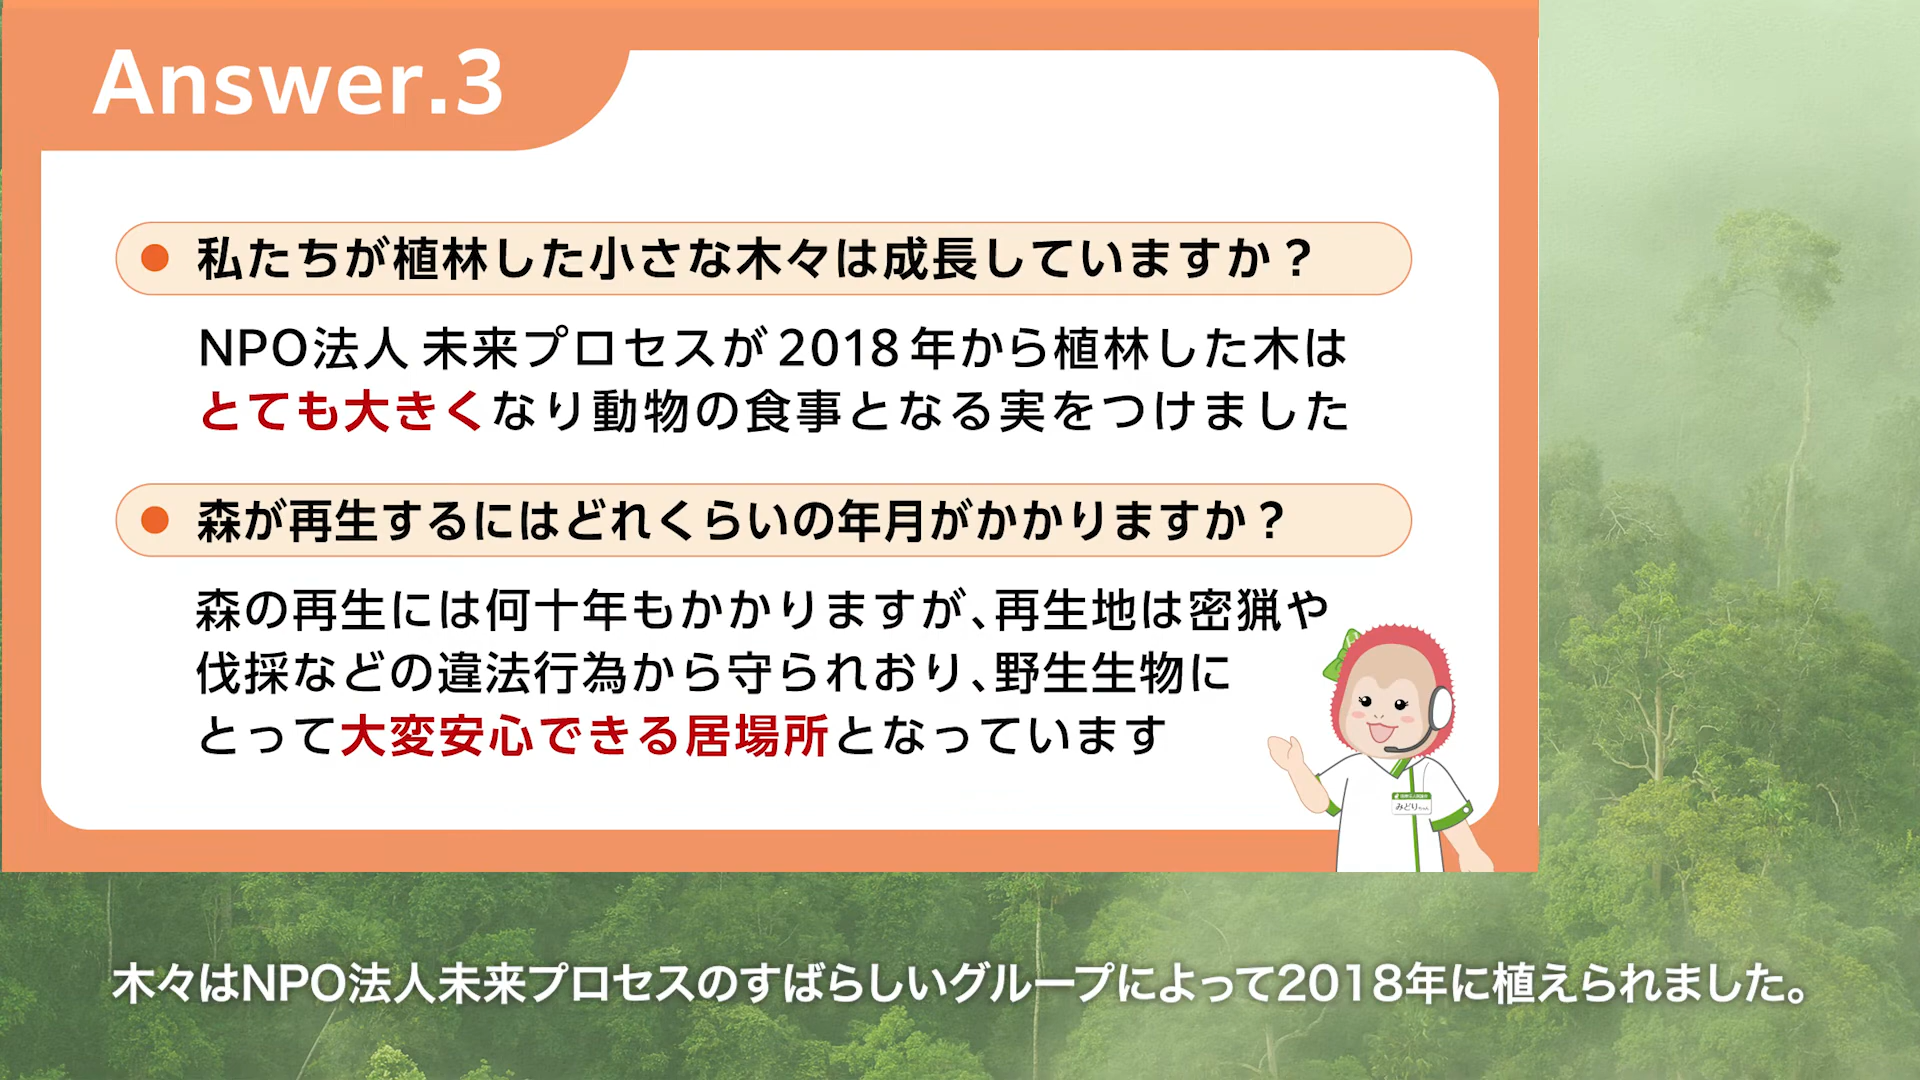 Answer.3
私たちが植林した小さな木々は成長していますか？
NPO法人 未来プロセスが2018年から植林した木は
とても大きくなり動物の食事となる実をつけました
森が再生するにはどれくらいの年月がかかりますか？
森の再生には何十年もかかりますが、再生地は密猟や
伐採などの違法行為から守られおり、野生生物に
とって大変安心できる居場所となっています
みどり
木々はNPO法人未来プロセスのすばらしいグループによって2018年に植えられました。